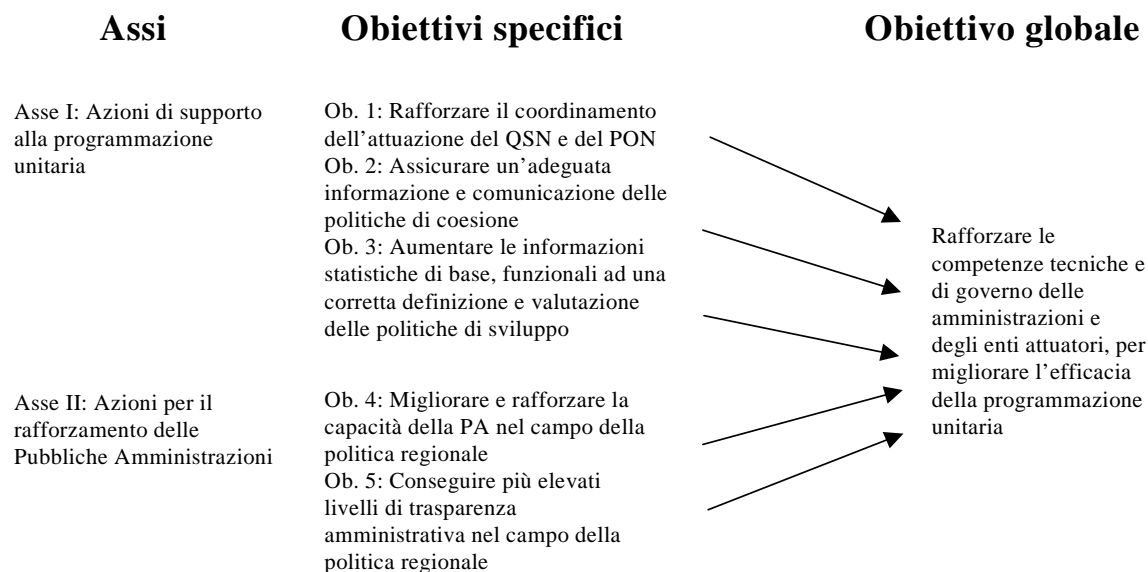 Assi
Obiettivi specifici
Obiettivo globale
Asse I: Azioni di supporto
alla programmazione
unitaria
Ob. 1: Rafforzare il coordinamento
dell’attuazione del QSN e del PON
Ob. 2: Assicurare un’adeguata
informazione e comunicazione delle
politiche di coesione
Ob. 3: Aumentare le informazioni
statistiche di base, funzionali ad una
corretta definizione e valutazione
delle politiche di sviluppo
Asse II: Azioni per il
rafforzamento delle
Pubbliche Amministrazioni
Ob. 4: Migliorare e rafforzare la
capacità della PA nel campo della
politica regionale
Ob. 5: Conseguire più elevati
livelli di trasparenza
amministrativa nel campo della
politica regionale
Rafforzare le
competenze tecniche e
di governo delle
amministrazioni e
degli enti attuatori, per
migliorare l’efficacia
della programmazione
unitaria